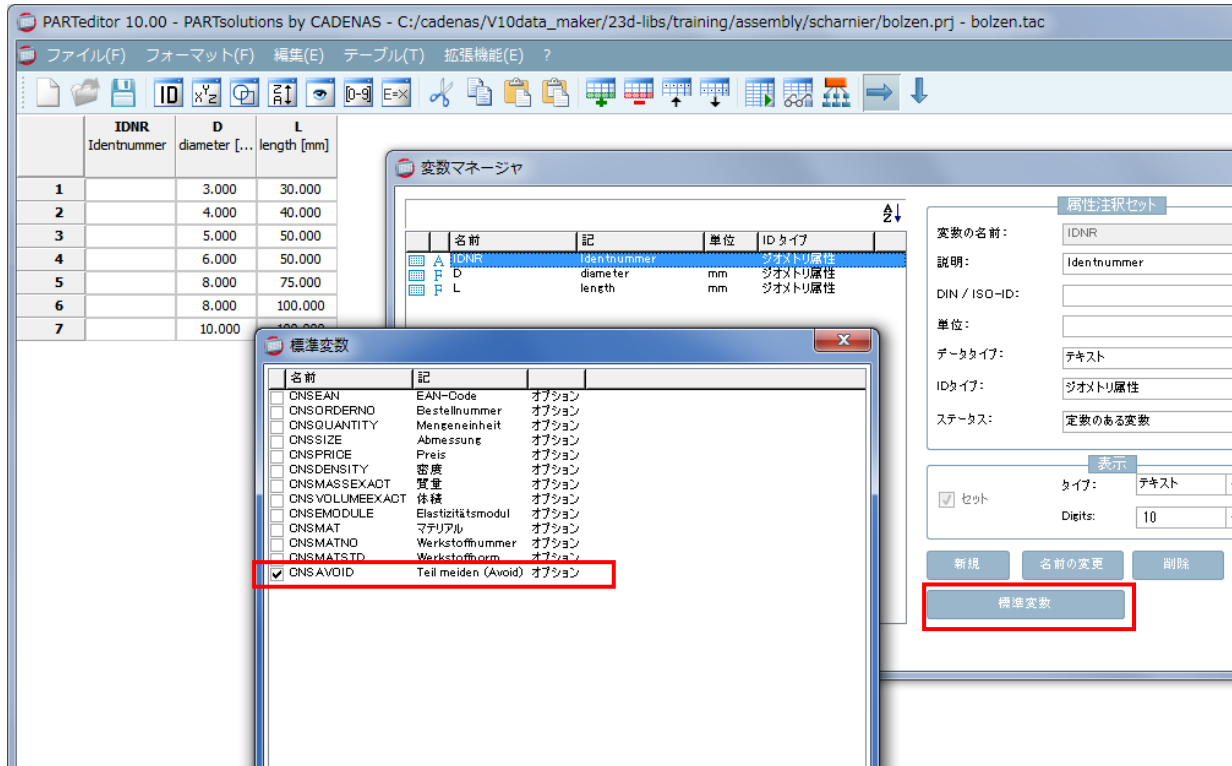 PARTeditor 10.00 - PARTsolutions by CADENAS - C:/cadenas/V10data_maker/23d-libs/training/assembly/scharnier/bolzen.prj - bolzen.tac
ファイル(F) フォーマット(F) 編集(E) テーブル(T) 拡張機能(E) ?
IDNR D L
Identnummer diameter [... length [mm]
1 3.000 30.000
2 4.000 40.000
3 5.000 50.000
4 6.000 50.000
5 8.000 75.000
6 8.000 100.000
7 10.000 100.000
変数マネージャ
名前 記 単位 ID タイプ
A IDNR Identnummer ジオメトリ属性
F D diameter mm ジオメトリ属性
F L length mm ジオメトリ属性
属性注釈セット
変数の名前: IDNR
説明: Identnummer
DIN / ISO-ID:
単位:
データタイプ: テキスト
IDタイプ: ジオメトリ属性
ステータス: 定数のある変数
表示
セット
タイプ: テキスト
Digits: 10
新規 名前の変更 削除
標準変数
標準変数
名前 記
CNSEAN EAN-Code オプション
CNSORDERNO Bestellnummer オプション
CNSQUANTITY Mengeneinheit オプション
CNSSIZE Abmessung オプション
CNSPRICE Preis オプション
CNSDENSITY 密度 オプション
CNSMASSEXACT 質量 オプション
CNSVOLUMEEXACT 体積 オプション
CNSEMODULE Elastizitätsmodul オプション
CNSMAT マテリアル オプション
CNSMATNO Werkstoffnummer オプション
CNSMATSTD Werkstoffnorm オプション
CNSAVOID Teil meiden (Avoid) オプション